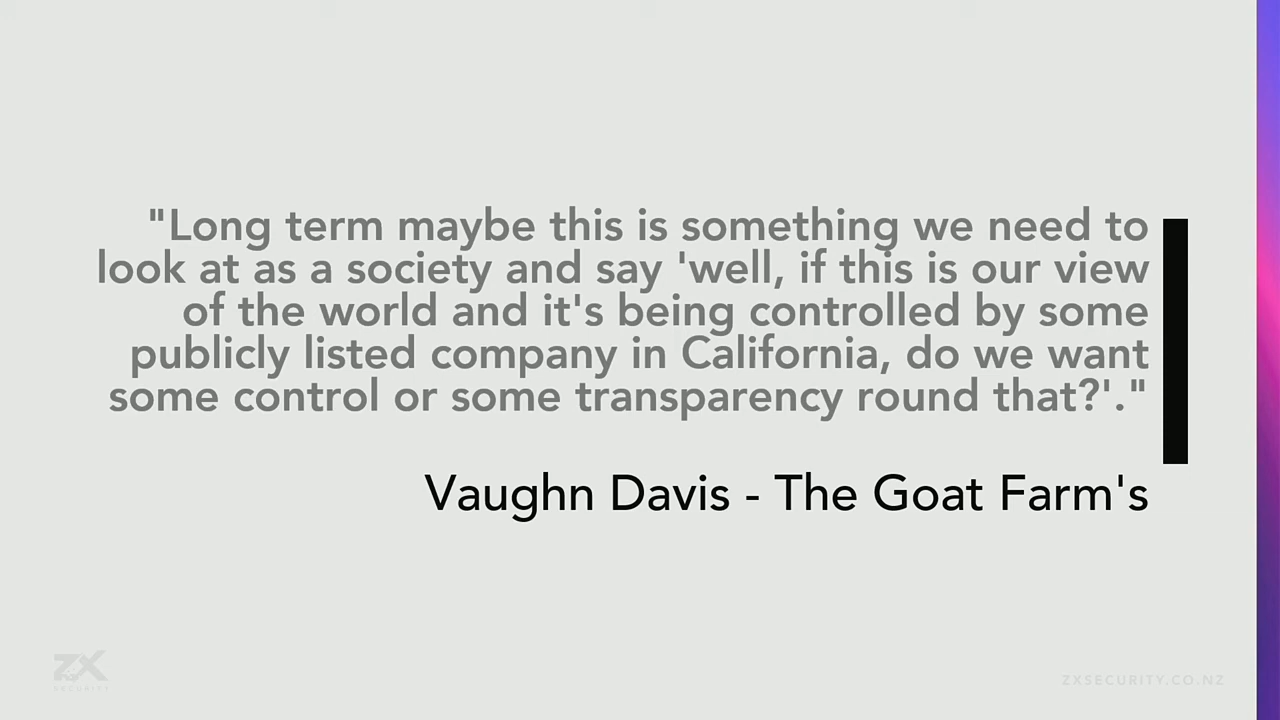 "Long term maybe this is something we need to
look at as a society and say 'well, if this is our view
of the world and it's being controlled by some
publicly listed company in California, do we want
some control or some transparency round that?'."
Vaughn Davis - The Goat Farm's
ZX
SECURITY
ZXSECURITY.CO.NZ